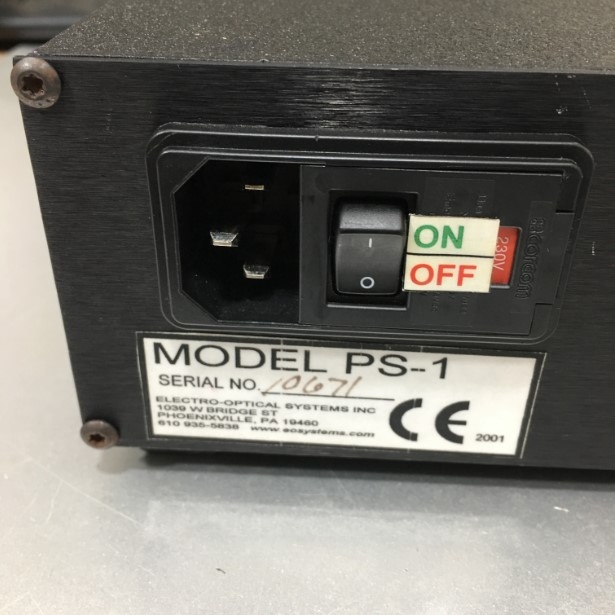 I
O
ON
OFF
230V
MODEL PS-1
SERIAL NO. 10671
ELECTRO-OPTICAL SYSTEMS INC
1039 W BRIDGE ST
PHOENIXVILLE, PA 19460
610 935-5838 www.eosystems.com
CE
2001